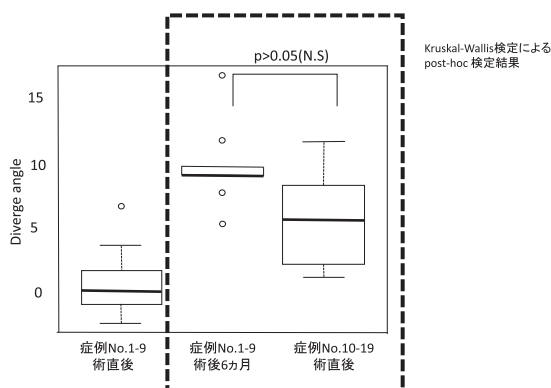 Kruskal-Wallis検定による
post-hoc 検定結果
p>0.05(N.S)
Diverge angle
15
10
5
0
症例No.1-9
術直後
症例No.1-9
術後6ヵ月
症例No.10-19
術直後